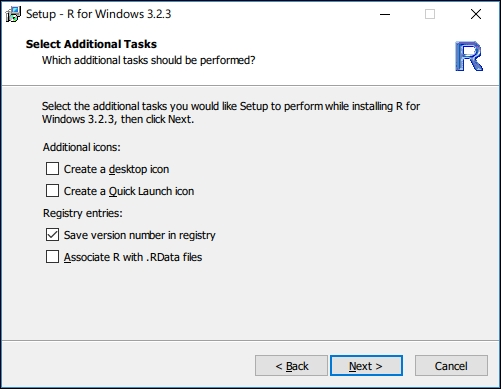 Setup - R for Windows 3.2.3
Select Additional Tasks
Which additional tasks should be performed?
R
Select the additional tasks you would like Setup to perform while installing R for
Windows 3.2.3, then click Next.
Additional icons:
Create a desktop icon
Create a Quick Launch icon
Registry entries:
Save version number in registry
Associate R with .RData files
< Back
Next >
Cancel